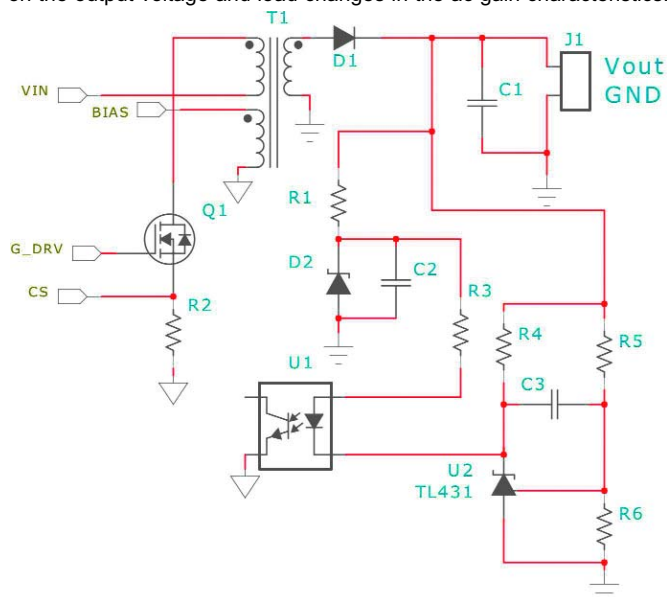 on the output voltage and load changes in the ac gain characteristics.
T1
D1
J1
VIN
Vout
C1
GND
BIAS
R1
Q1
G_DRV
D2
C2
CS
R2
R3
R4
R5
U1
C3
U2
TL431
R6